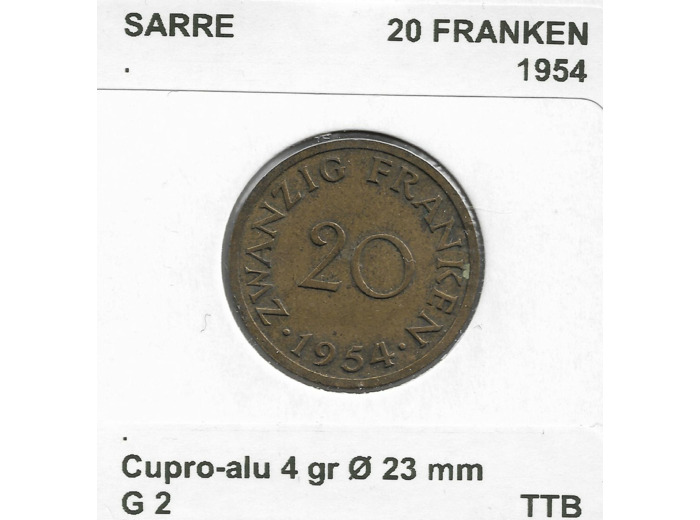 SARRE 20 FRANKEN
. 1954
ZWANZIG FRANKEN
20
· 1954 ·
.
Cupro-alu 4 gr Ø 23 mm
G 2 TTB